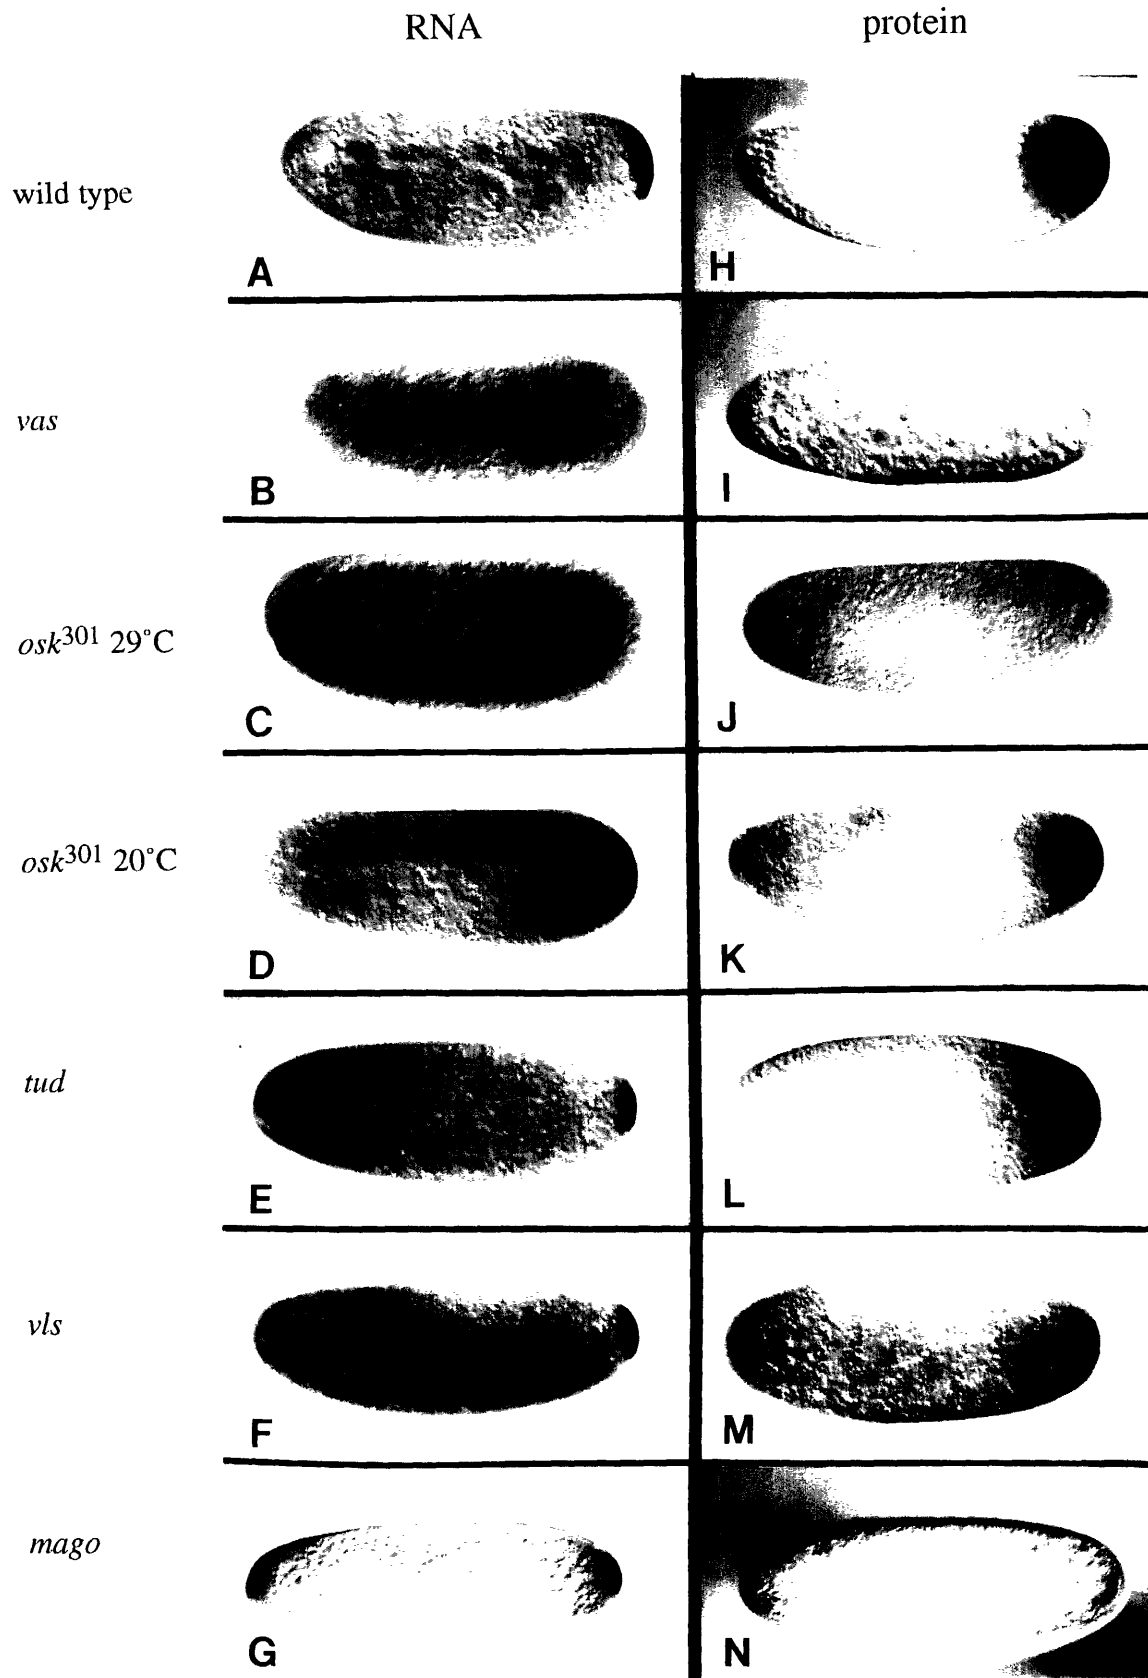 RNA protein
wild type
A H
vas
B I
osk301 29°C
C J
osk301 20°C
D K
tud
E L
vls
F M
mago
G N